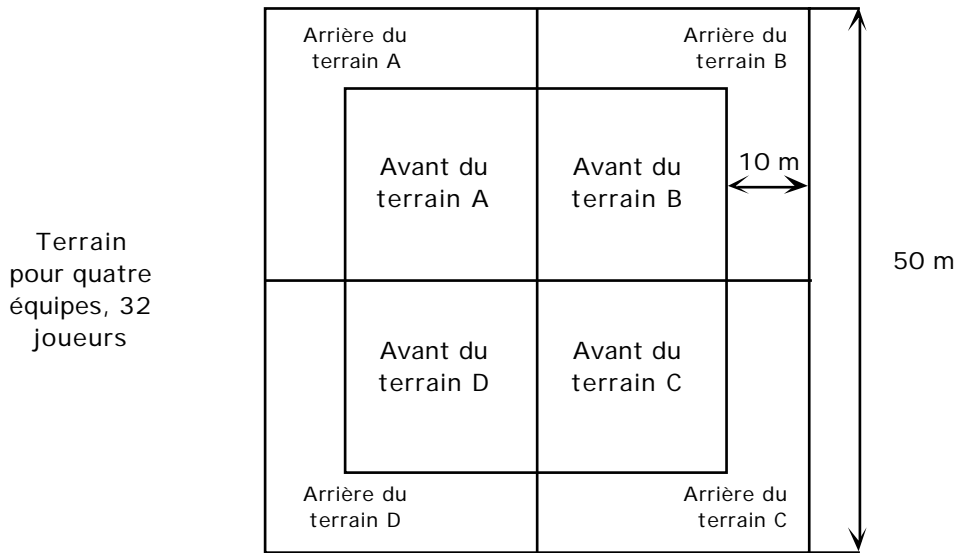 Arrière du
terrain A
Arrière du
terrain B
Avant du
terrain A
Avant du
terrain B
10 m
Terrain
pour quatre
équipes, 32
joueurs
50 m
Avant du
terrain D
Avant du
terrain C
Arrière du
terrain D
Arrière du
terrain C